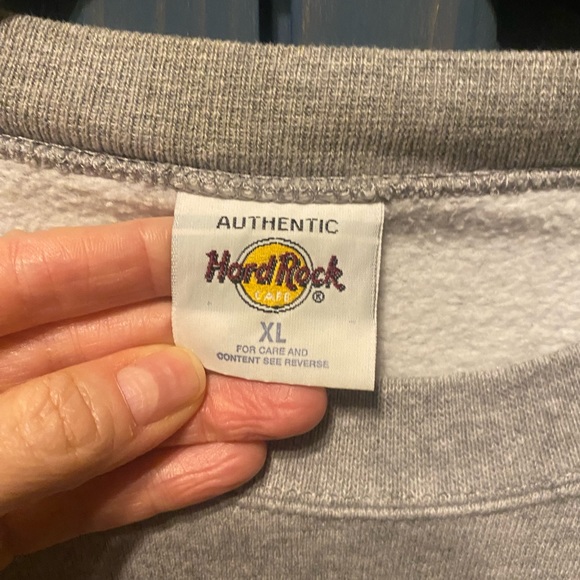 AUTHENTIC
Hard Rock
CAFE ®
XL
FOR CARE AND
CONTENT SEE REVERSE